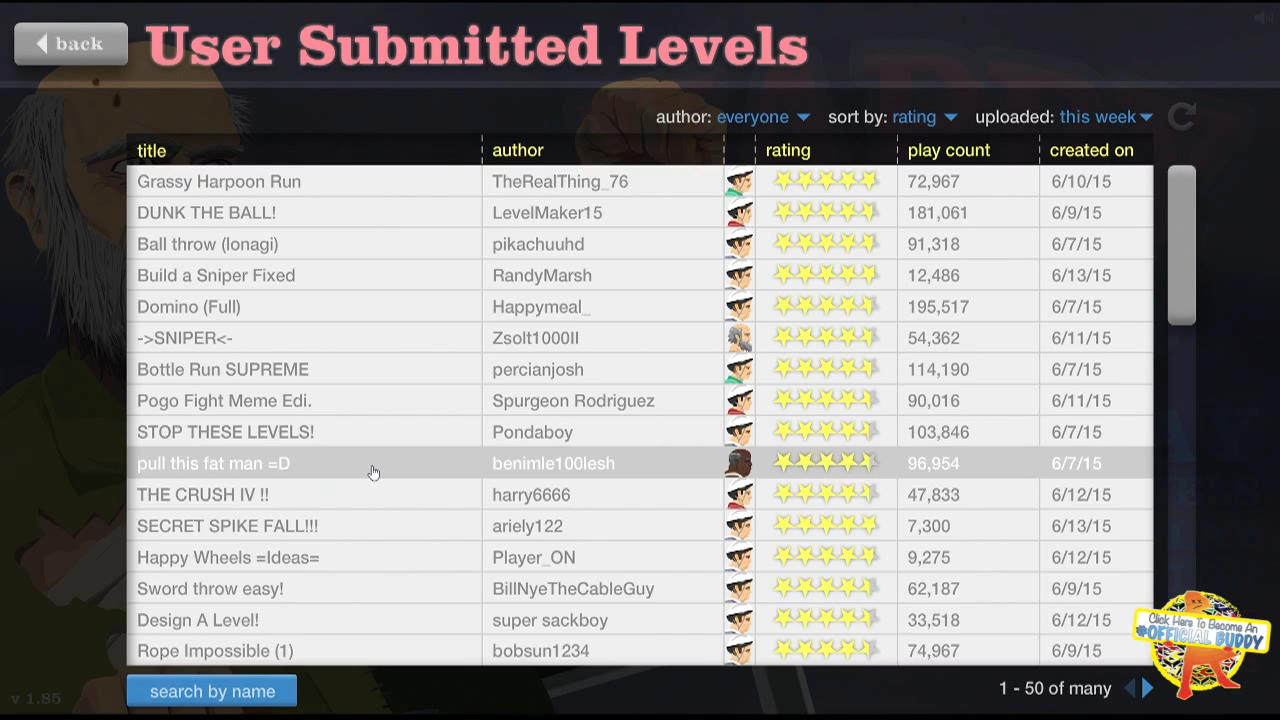 back
User Submitted Levels
author: everyone sort by: rating uploaded: this week
title author rating play count created on
Grassy Harpoon Run TheRealThing_76 72,967 6/10/15
DUNK THE BALL! LevelMaker15 181,061 6/9/15
Ball throw (lonagi) pikachuuhd 91,318 6/7/15
Build a Sniper Fixed RandyMarsh 12,486 6/13/15
Domino (Full) Happymeal_ 195,517 6/7/15
->SNIPER<- Zsolt1000II 54,362 6/11/15
Bottle Run SUPREME percianjosh 114,190 6/7/15
Pogo Fight Meme Edi. Spurgeon Rodriguez 90,016 6/11/15
STOP THESE LEVELS! Pondaboy 103,846 6/7/15
pull this fat man =D benimle100lesh 96,954 6/7/15
THE CRUSH IV !! harry6666 47,833 6/12/15
SECRET SPIKE FALL!!! ariely122 7,300 6/13/15
Happy Wheels =Ideas= Player_ON 9,275 6/12/15
Sword throw easy! BillNyeTheCableGuy 62,187 6/9/15
Design A Level! super sackboy 33,518 6/12/15
Rope Impossible (1) bobsun1234 74,967 6/9/15
Click Here To Become An
#OFFICIAL BUDDY
v 1.85 search by name 1 - 50 of many